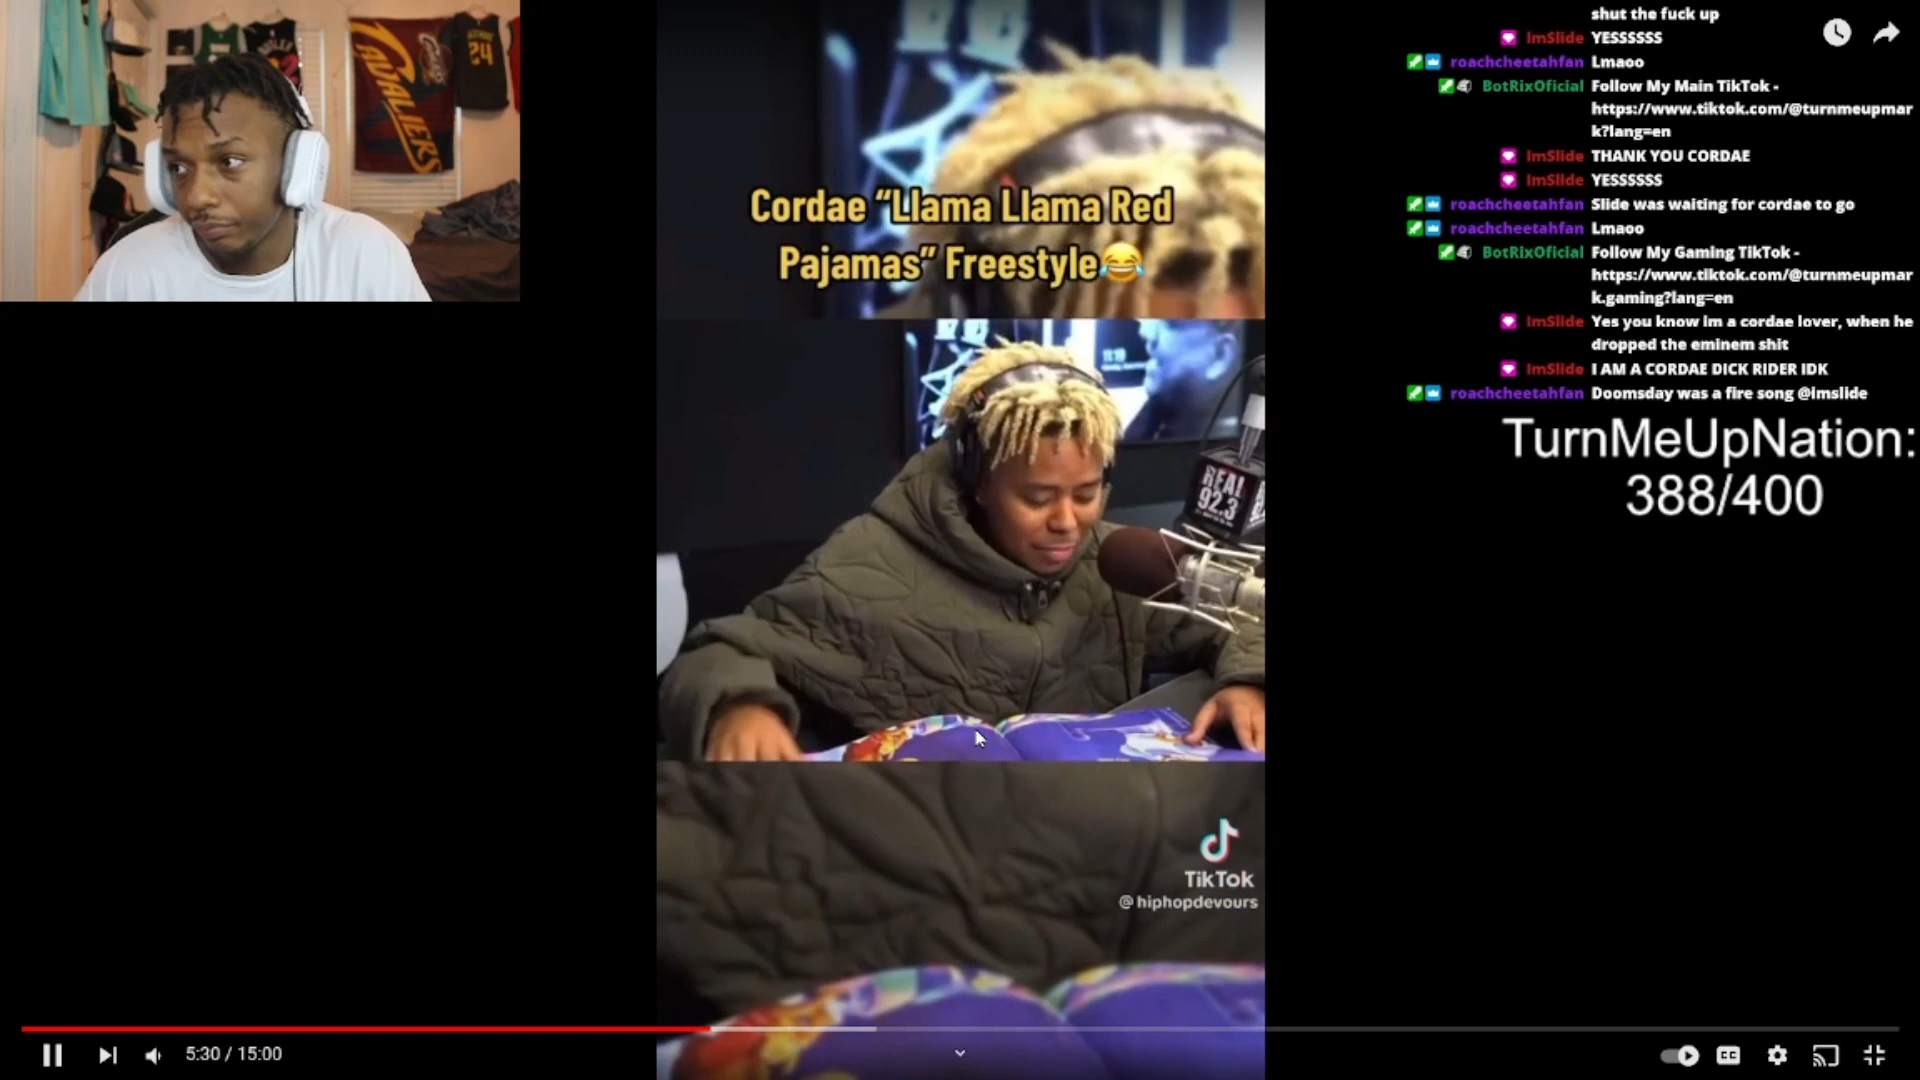 shut the fuck up
ImSlide YESSSSSS
roachcheetahfan Lmaoo
BotRixOficial Follow My Main TikTok -
https://www.tiktok.com/@turnmeupmar
k?lang=en
ImSlide THANK YOU CORDAE
ImSlide YESSSSSS
roachcheetahfan Slide was waiting for cordae to go
roachcheetahfan Lmaoo
BotRixOficial Follow My Gaming TikTok -
https://www.tiktok.com/@turnmeupmar
k.gaming?lang=en
ImSlide Yes you know im a cordae lover, when he
dropped the eminem shit
ImSlide I AM A CORDAE DICK RIDER IDK
roachcheetahfan Doomsday was a fire song @imslide
TurnMeUpNation:
388/400
CAVALIERS
24
Cordae “Llama Llama Red
Pajamas” Freestyle😂
REAL
92.3
TikTok
@hiphopdevours
5:30 / 15:00
CC